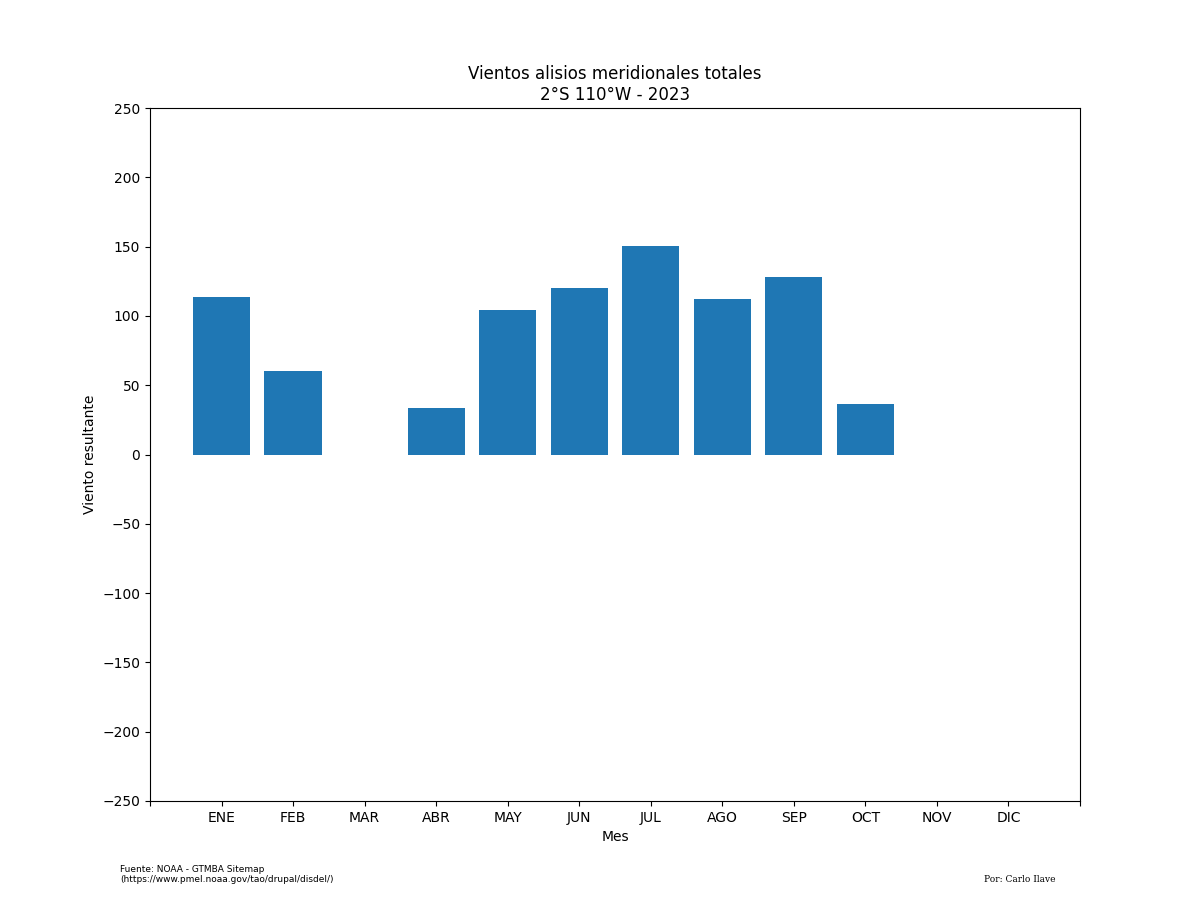 Vientos alisios meridionales totales
2°S 110°W - 2023
250
200
150
100
50
0
−50
−100
−150
−200
−250
Viento resultante
ENE FEB MAR ABR MAY JUN JUL AGO SEP OCT NOV DIC
Mes
Fuente: NOAA - GTMBA Sitemap
(https://www.pmel.noaa.gov/tao/drupal/disdel/)
Por: Carlo Ilave